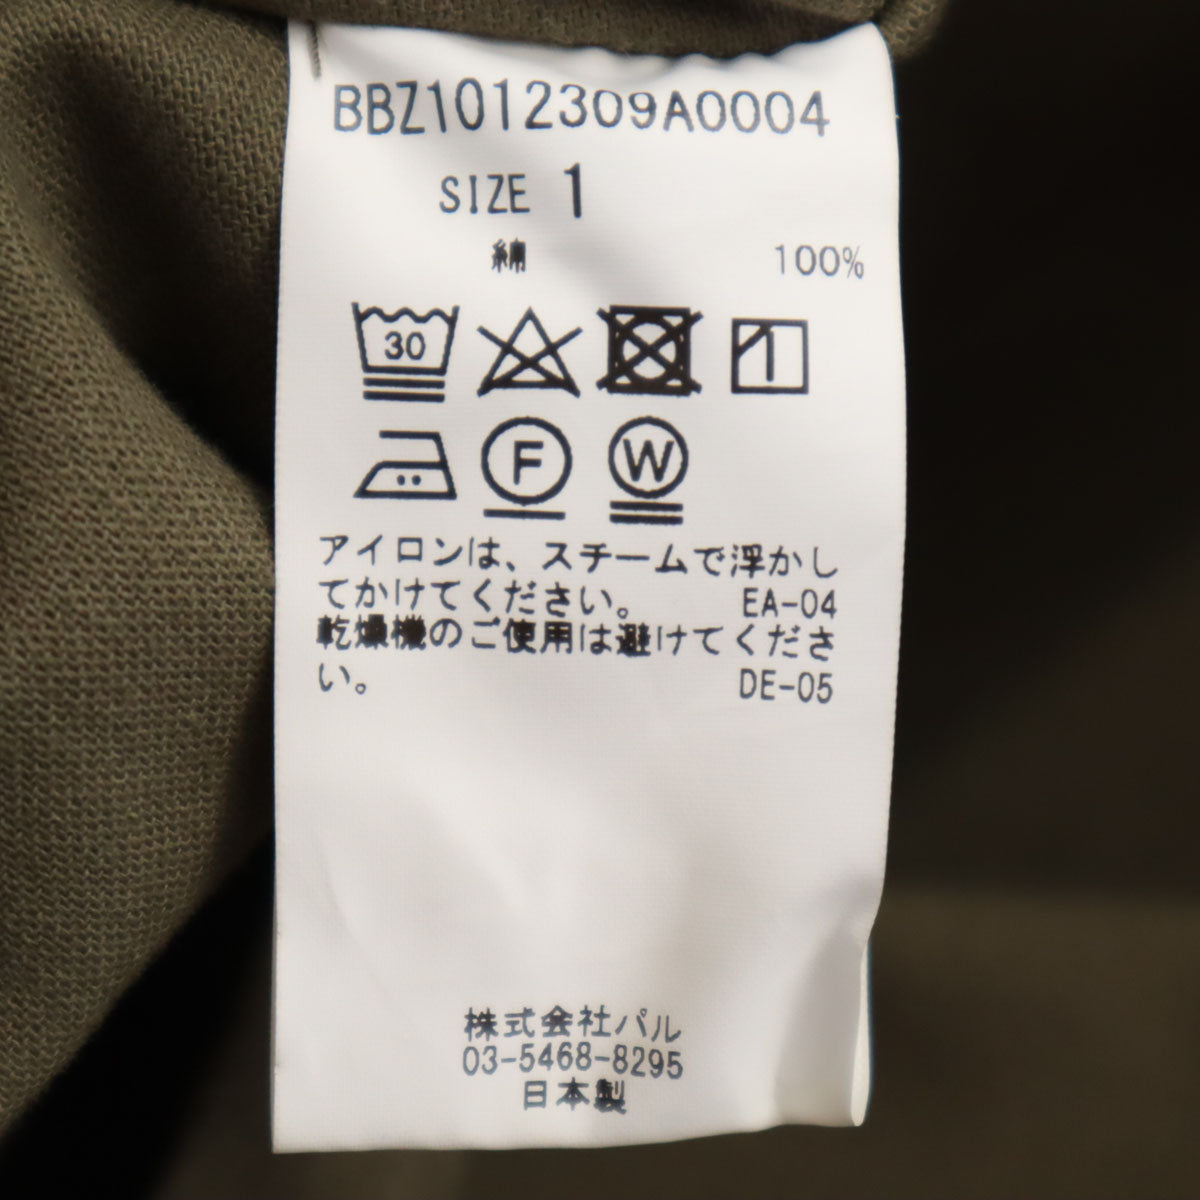 BBZ1012309A0004
SIZE 1
綿 100%
30
F W
アイロンは、スチームで浮かし
てかけてください。 EA-04
乾燥機のご使用は避けてくださ
い。 DE-05
株式会社パル
03-5468-8295
日本製